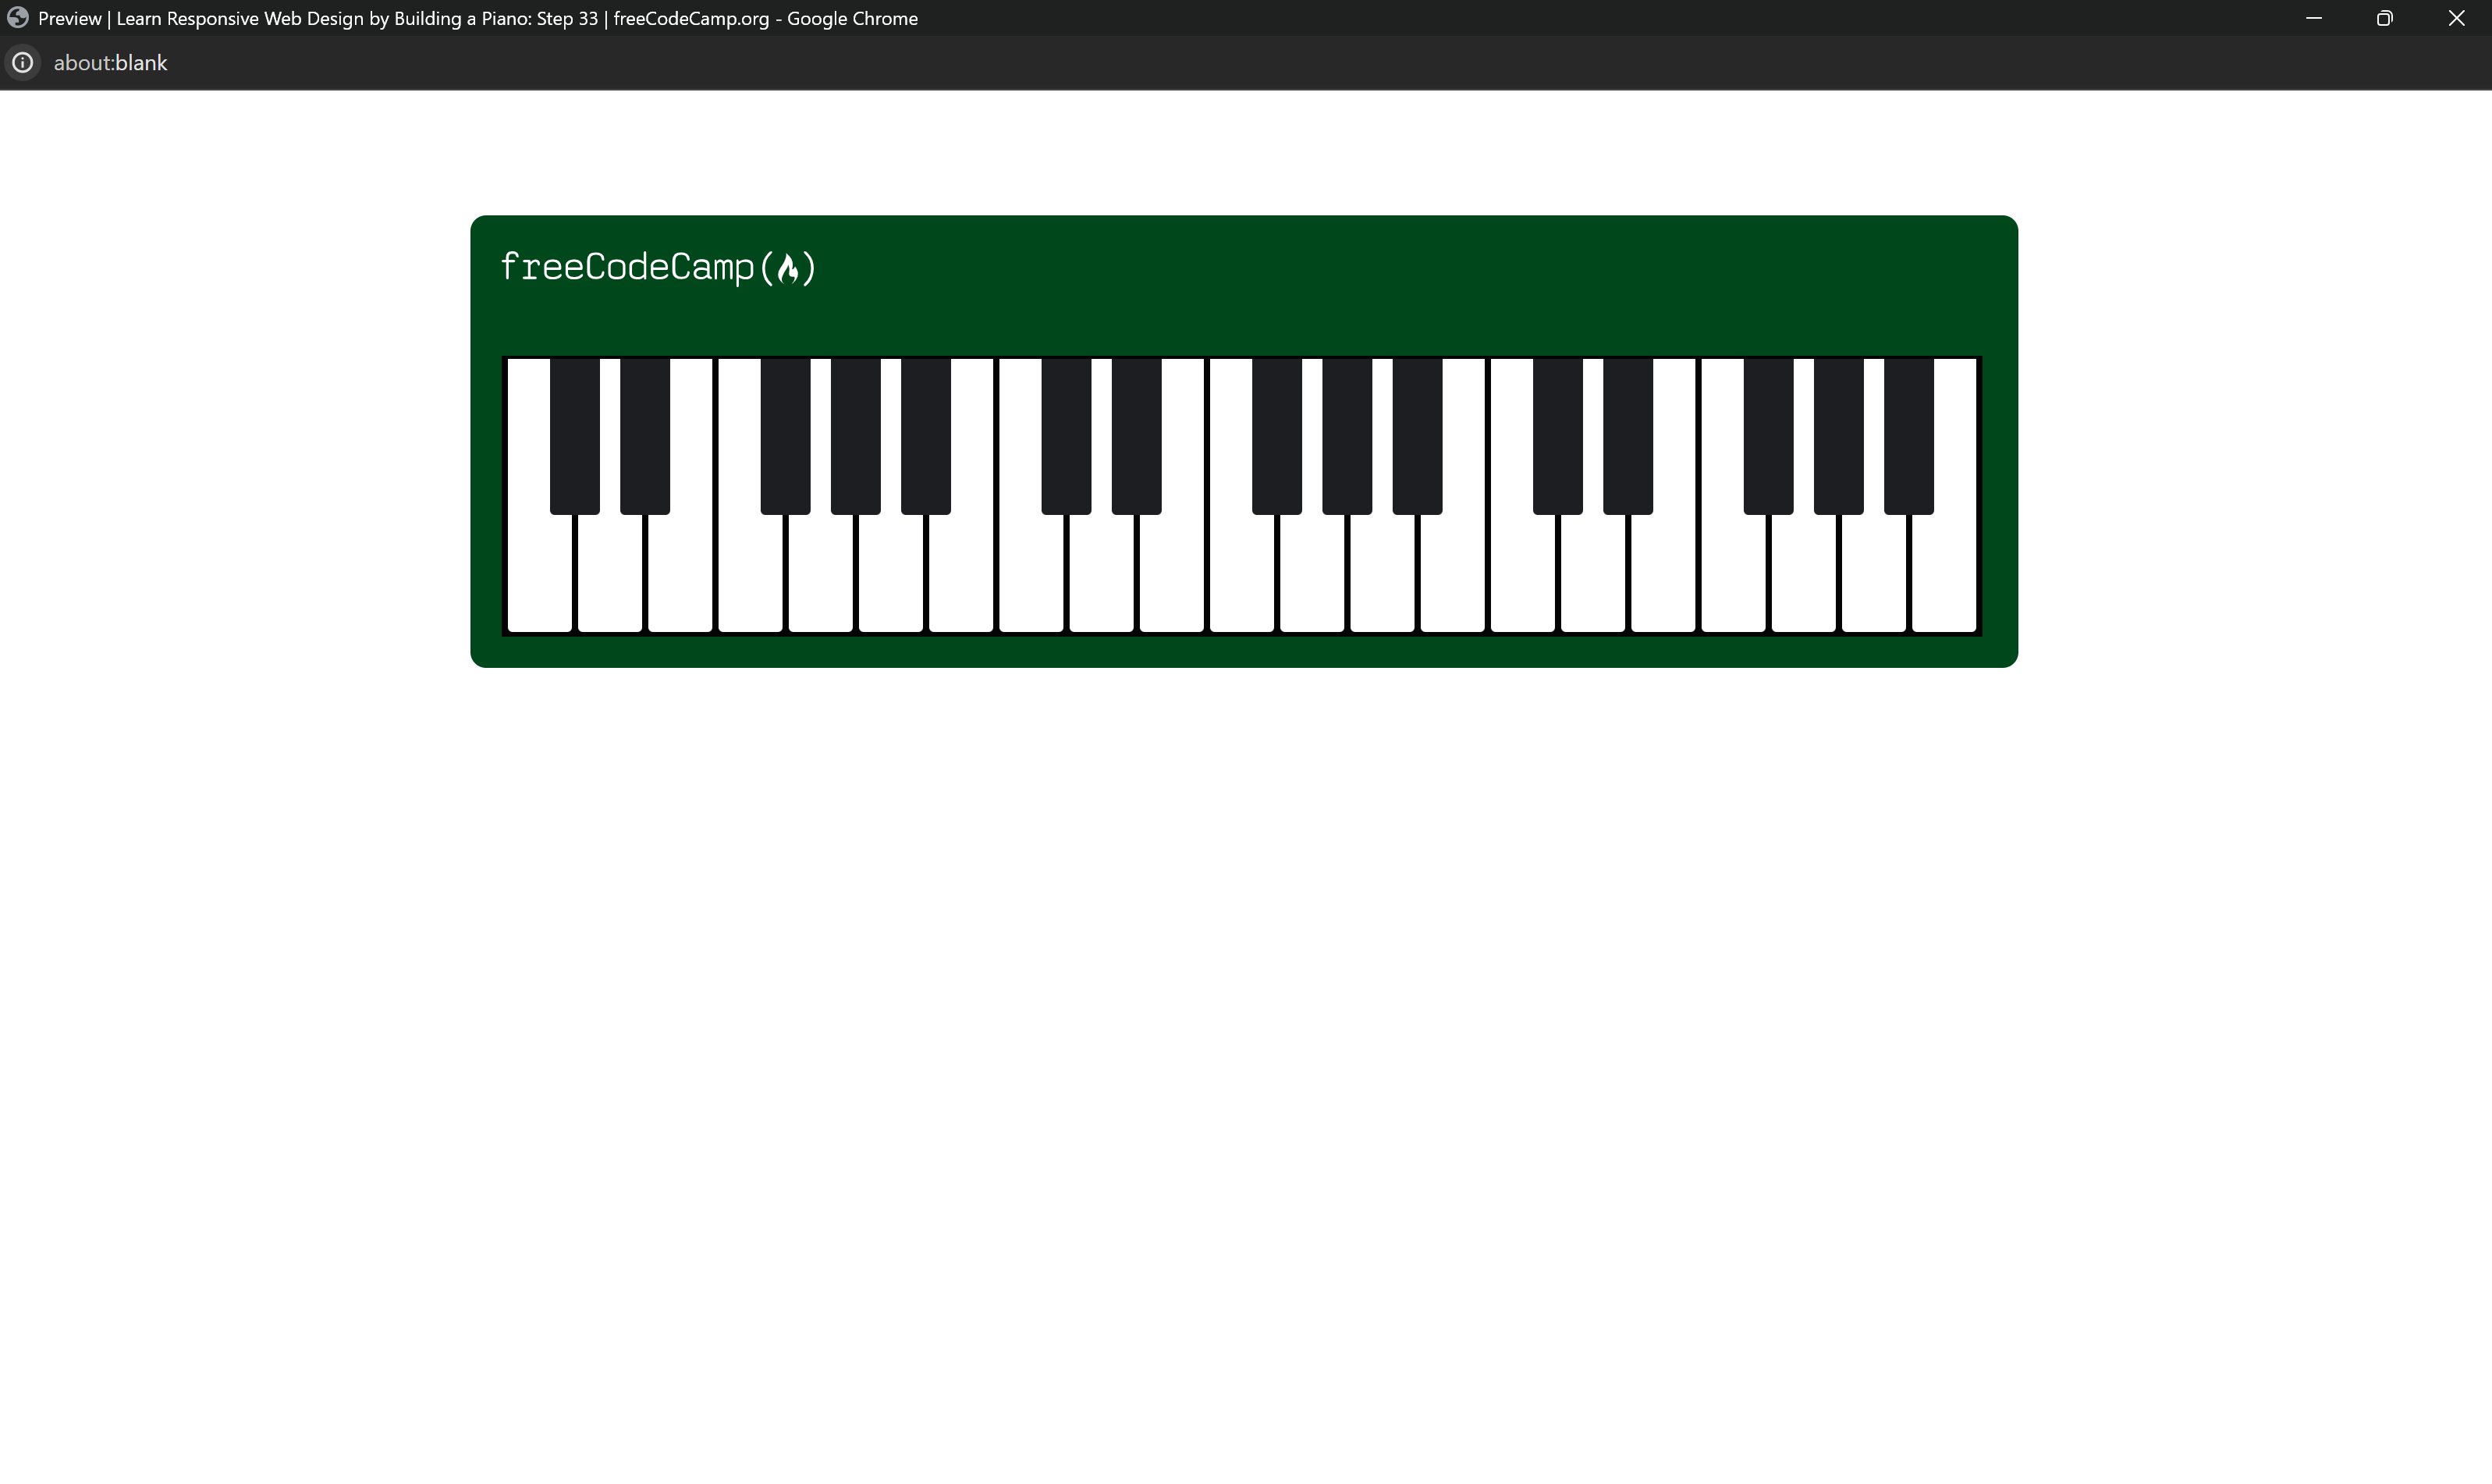 Preview | Learn Responsive Web Design by Building a Piano: Step 33 | freeCodeCamp.org - Google Chrome
about:blank
freeCodeCamp